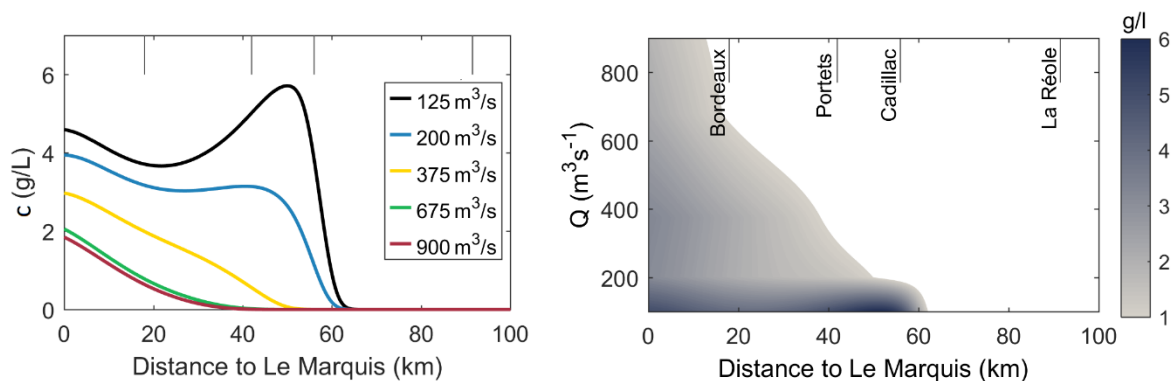 c (g/L)
6
4
2
0
125 m³/s
200 m³/s
375 m³/s
675 m³/s
900 m³/s
0 20 40 60 80 100
Distance to Le Marquis (km)
Q (m³s⁻¹)
800
600
400
200
Bordeaux
Portets
Cadillac
La Réole
0 20 40 60 80 100
Distance to Le Marquis (km)
g/l
6
5
4
3
2
1